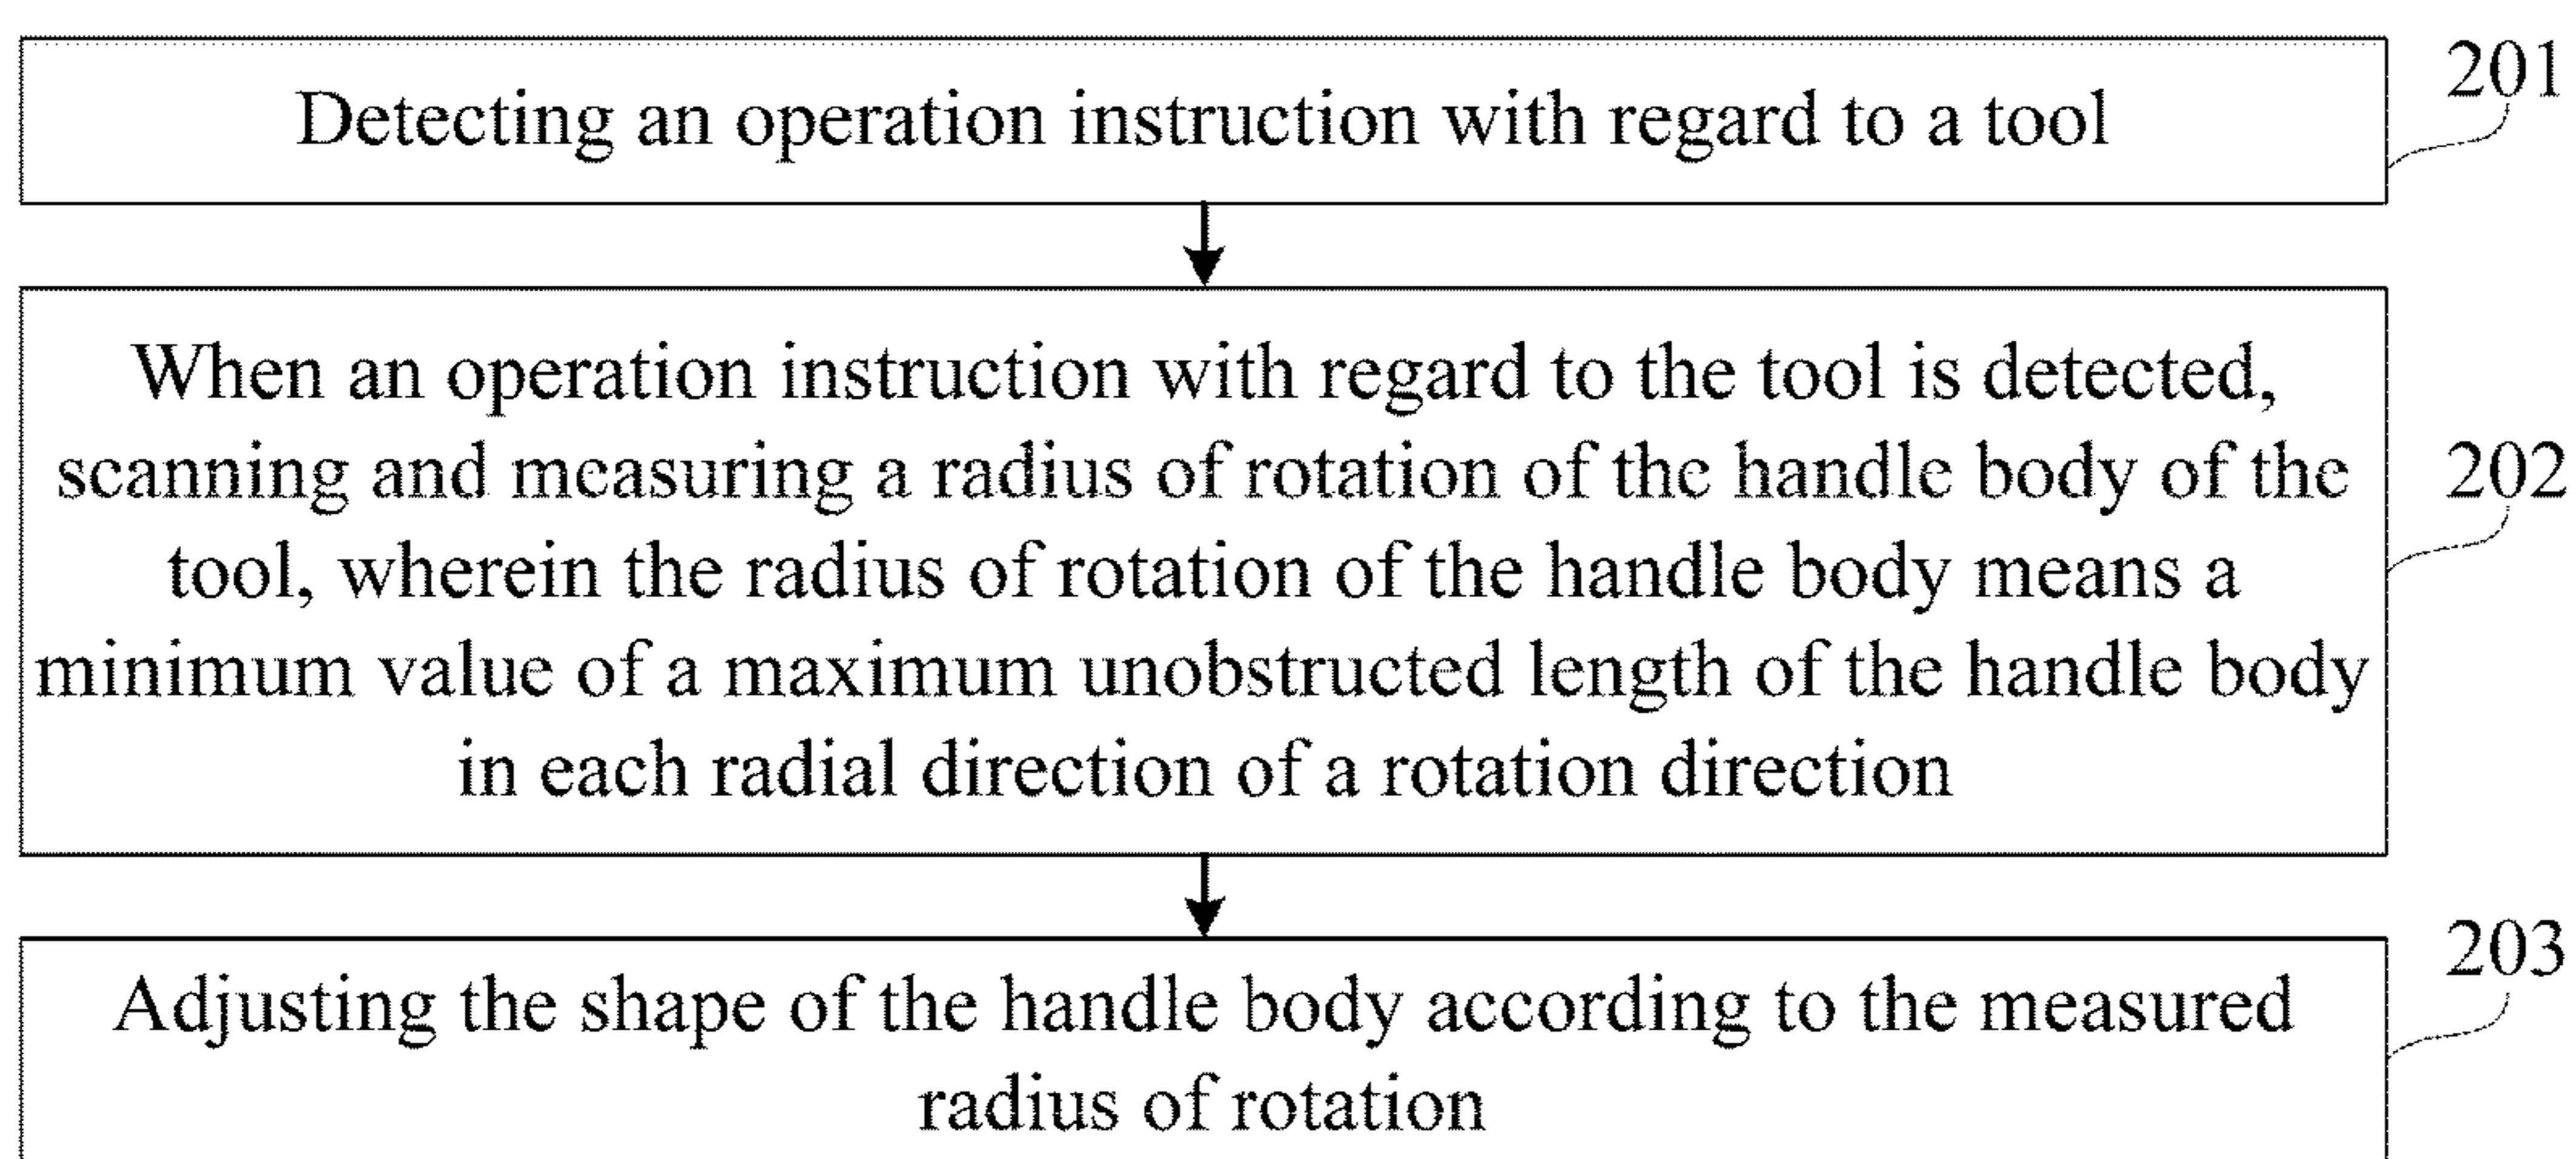 Detecting an operation instruction with regard to a tool
201
When an operation instruction with regard to the tool is detected,
scanning and measuring a radius of rotation of the handle body of the
tool, wherein the radius of rotation of the handle body means a
minimum value of a maximum unobstructed length of the handle body
in each radial direction of a rotation direction
202
Adjusting the shape of the handle body according to the measured
radius of rotation
203